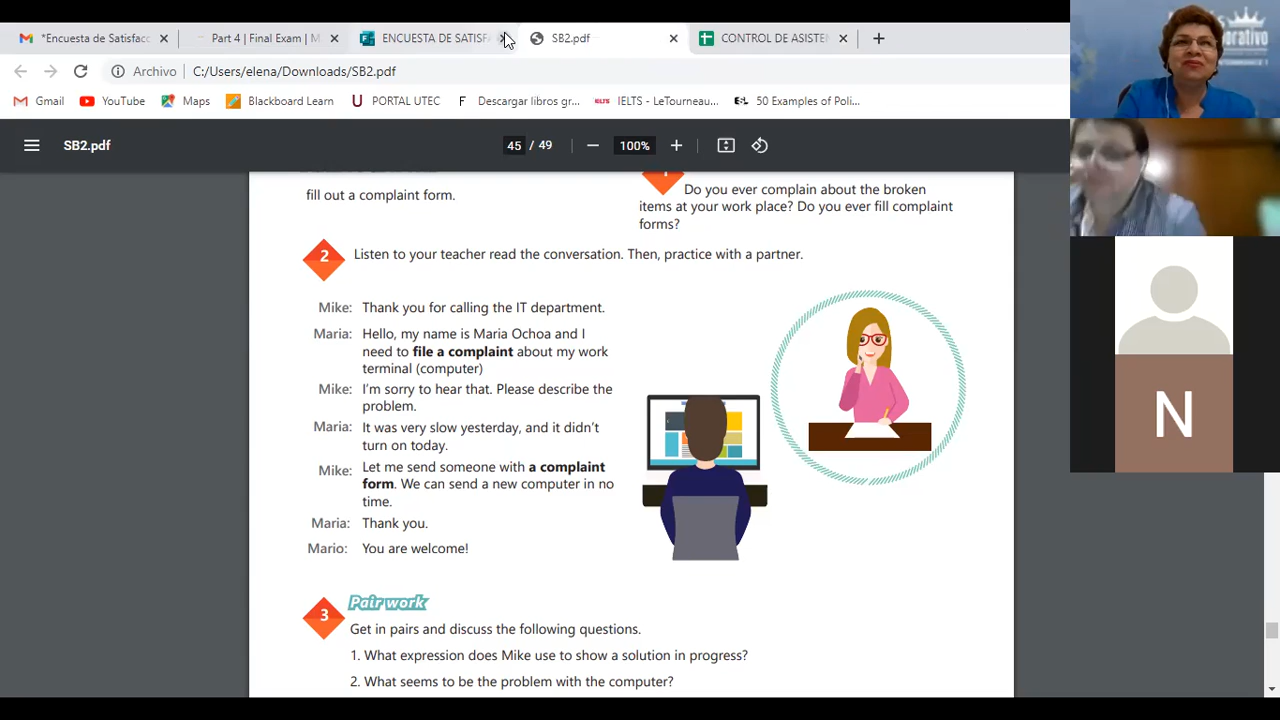 *Encuesta de Satisfacc
Part 4 | Final Exam | M
ENCUESTA DE SATISF
SB2.pdf
CONTROL DE ASISTEN
Archivo
C:/Users/elena/Downloads/SB2.pdf
Gmail
YouTube
Maps
Blackboard Learn
PORTAL UTEC
Descargar libros gr...
IELTS - LeTourneau...
50 Examples of Poli...
SB2.pdf
45 / 49
100%
fill out a complaint form.
Do you ever complain about the broken
items at your work place? Do you ever fill complaint
forms?
2
Listen to your teacher read the conversation. Then, practice with a partner.
Mike: Thank you for calling the IT department.
Maria: Hello, my name is Maria Ochoa and I
need to file a complaint about my work
terminal (computer)
Mike: I'm sorry to hear that. Please describe the
problem.
Maria: It was very slow yesterday, and it didn't
turn on today.
Mike: Let me send someone with a complaint
form. We can send a new computer in no
time.
Maria: Thank you.
Mario: You are welcome!
3
Pair work
Get in pairs and discuss the following questions.
1. What expression does Mike use to show a solution in progress?
2. What seems to be the problem with the computer?
N